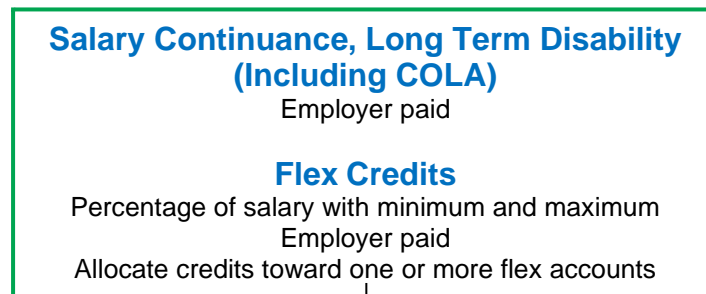 Salary Continuance, Long Term Disability
(Including COLA)
Employer paid
Flex Credits
Percentage of salary with minimum and maximum
Employer paid
Allocate credits toward one or more flex accounts